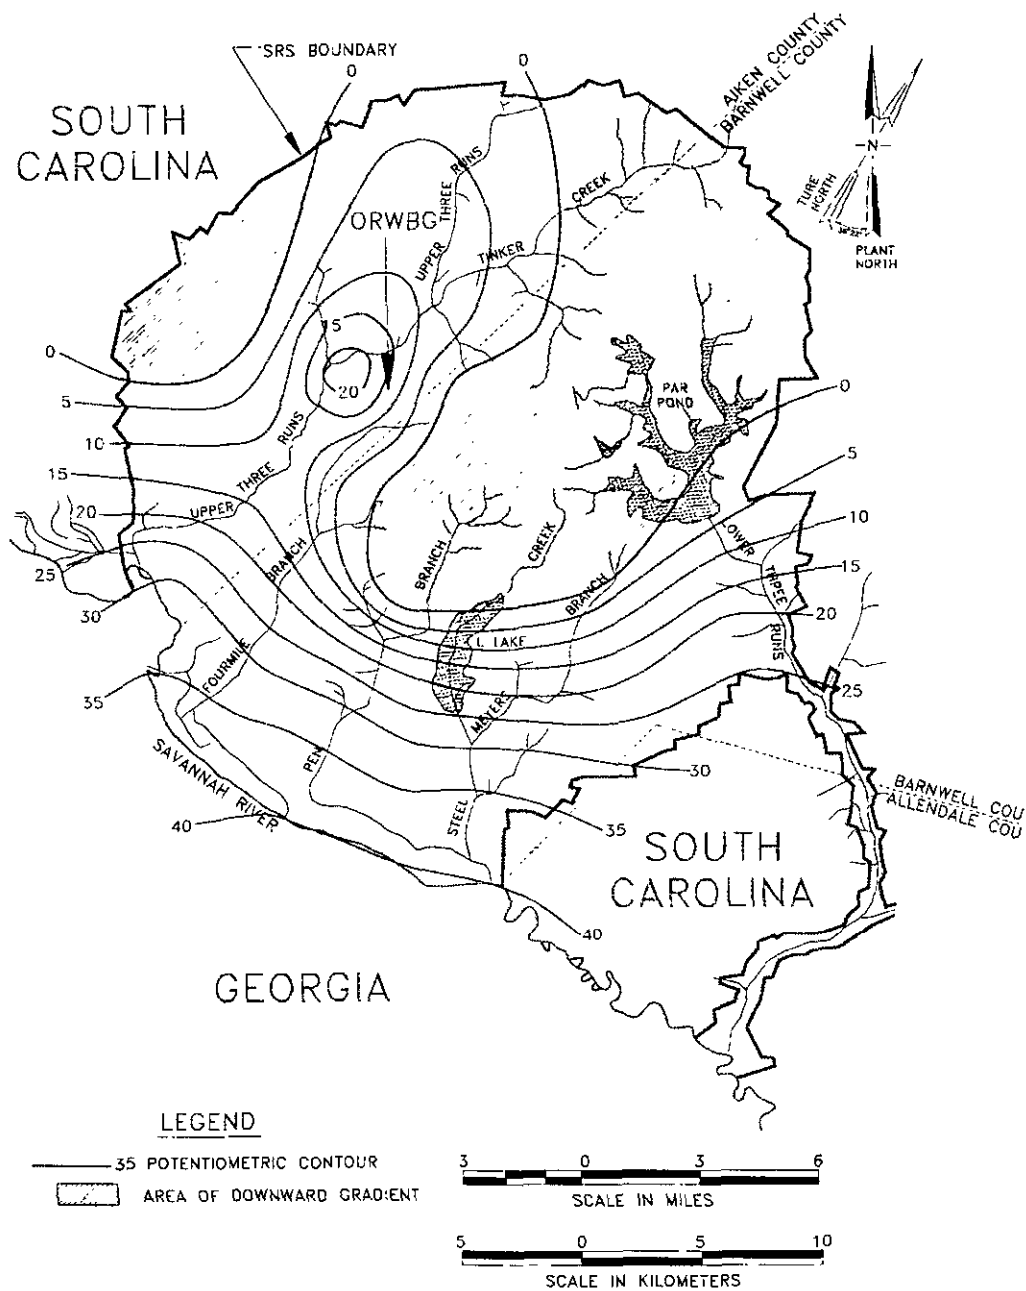 SRS BOUNDARY
0
0
AIKEN COUNTY
BARNWELL COUNTY
SOUTH
CAROLINA
N
TURE
NORTH
PLANT
NORTH
ORWBG
UPPER THREE RUNS
TINKER CREEK
15
20
0
5
10
15
20
25
30
35
40
PAR
POND
0
5
10
15
20
25
30
35
40
UPPER THREE RUNS
FOURMILE BRANCH
PEN BRANCH
STEEL CREEK
L LAKE
MEYERS BRANCH
LOWER THREE RUNS
SAVANNAH RIVER
BARNWELL COU
ALLENDALE COU
SOUTH
CAROLINA
GEORGIA
LEGEND
35 POTENTIOMETRIC CONTOUR
AREA OF DOWNWARD GRADIENT
3 0 3 6
SCALE IN MILES
5 0 5 10
SCALE IN KILOMETERS